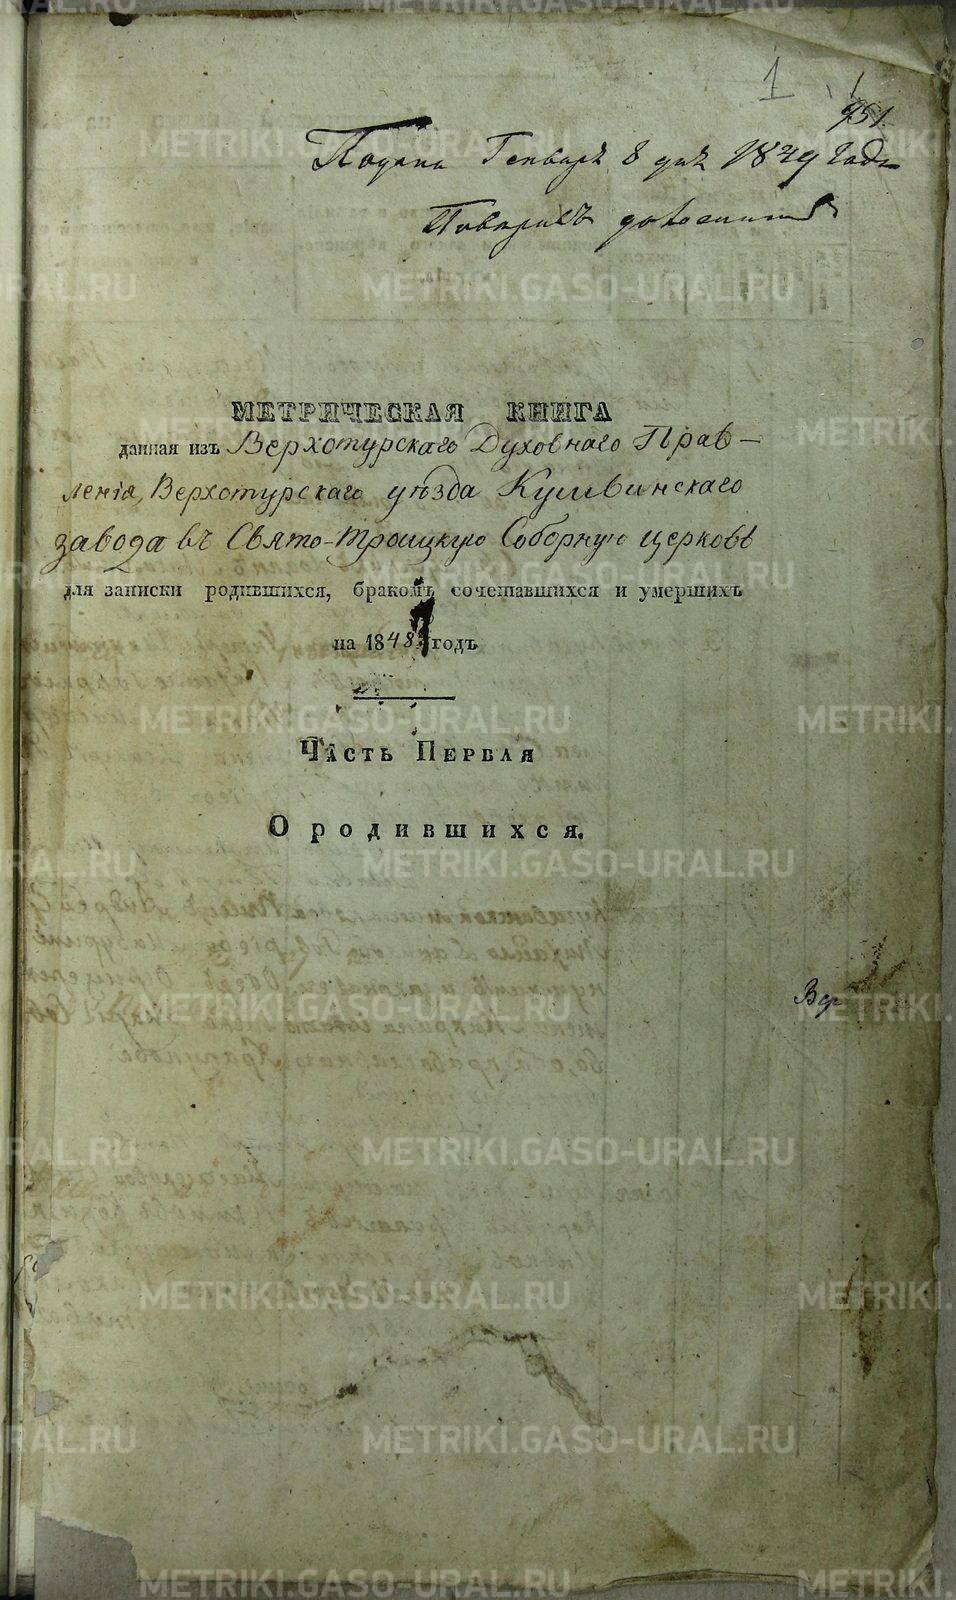 1
951.
Подана Генваря 8 дня 1849 года
МЕТРИЧЕСКАЯ КНИГА
данная изъ Верхотурскаго Духовнаго Прав-
ленія, Верхотурскаго уѣзда Кушвинскаго
завода въ Свято-Троицкую Соборную церковь
для записки родившихся, бракомъ сочетавшихся и умершихъ
на 1848 годъ
Часть Первая
О родившихся.
Вер
METRIKI.GASO-URAL.RU